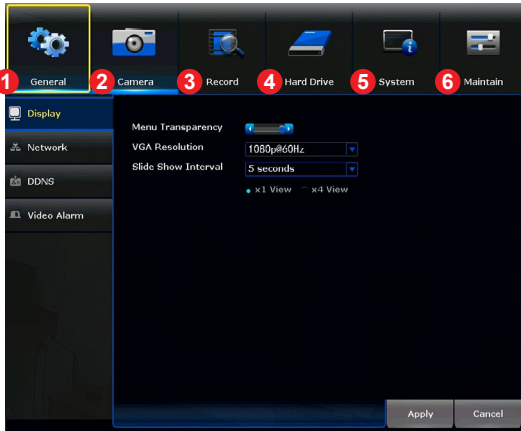 1 General 2 Camera 3 Record 4 Hard Drive 5 System 6 Maintain
Display
Network
DDNS
Video Alarm
Menu Transparency
VGA Resolution 1080p@60Hz
Slide Show Interval 5 seconds
x1 View x4 View
Apply Cancel